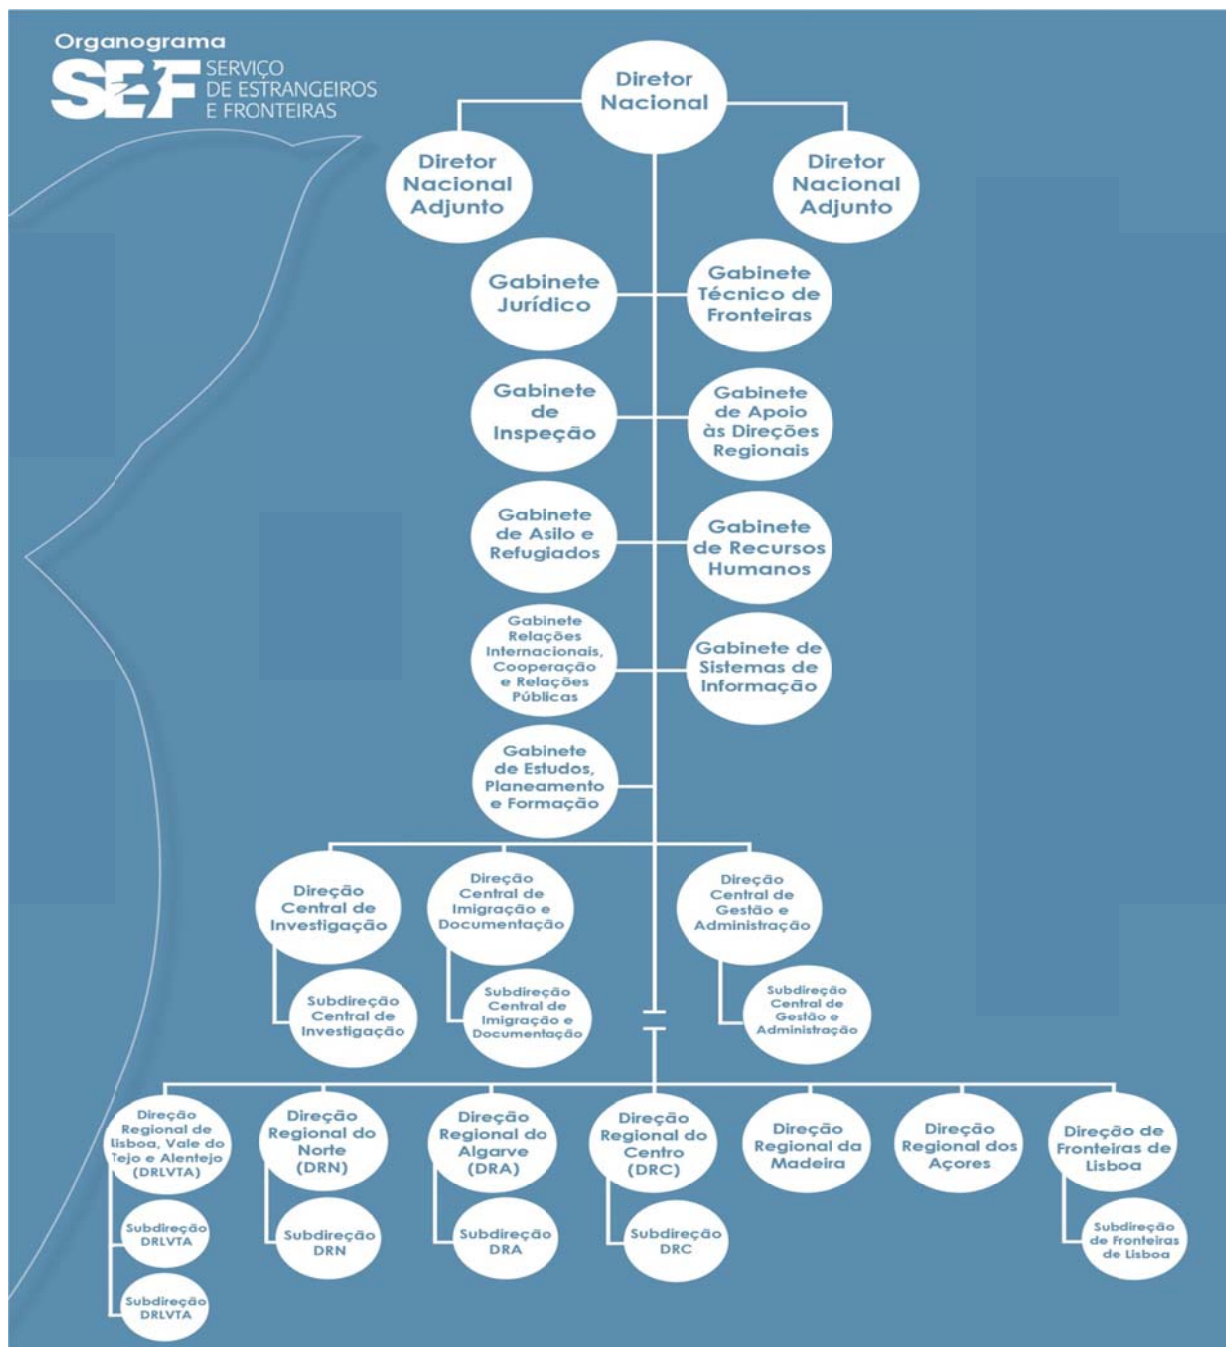 Organograma
SEF
SERVIÇO
DE ESTRANGEIROS
E FRONTEIRAS
Diretor
Nacional
Diretor
Nacional
Adjunto
Diretor
Nacional
Adjunto
Gabinete
Jurídico
Gabinete
Técnico de
Fronteiras
Gabinete
de
Inspeção
Gabinete
de Apoio
às Direções
Regionais
Gabinete
de Asilo e
Refugiados
Gabinete
de Recursos
Humanos
Gabinete
Relações
Internacionais,
Cooperação
e Relações
Públicas
Gabinete de
Sistemas de
Informação
Gabinete
de Estudos,
Planeamento
e Formação
Direção
Central de
Investigação
Direção
Central de
Imigração e
Documentação
Direção
Central de
Gestão e
Administração
Subdireção
Central de
Investigação
Subdireção
Central de
Imigração e
Documentação
Subdireção
Central de
Gestão e
Administração
Direção
Regional de
Lisboa, Vale do
Tejo e Alentejo
(DRLVTA)
Direção
Regional do
Norte
(DRN)
Direção
Regional do
Algarve
(DRA)
Direção
Regional do
Centro
(DRC)
Direção
Regional da
Madeira
Direção
Regional dos
Açores
Direção de
Fronteiras de
Lisboa
Subdireção
DRLVTA
Subdireção
DRN
Subdireção
DRA
Subdireção
DRC
Subdireção
de Fronteiras
de Lisboa
Subdireção
DRLVTA